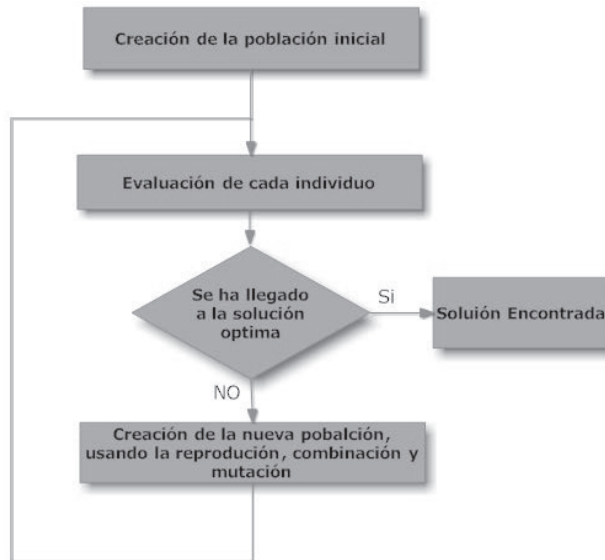 Creación de la población inicial
Evaluación de cada individuo
Se ha llegado
a la solución
optima
Si
Soluión Encontrada
NO
Creación de la nueva pobalción,
usando la reprodución, combinación y
mutación